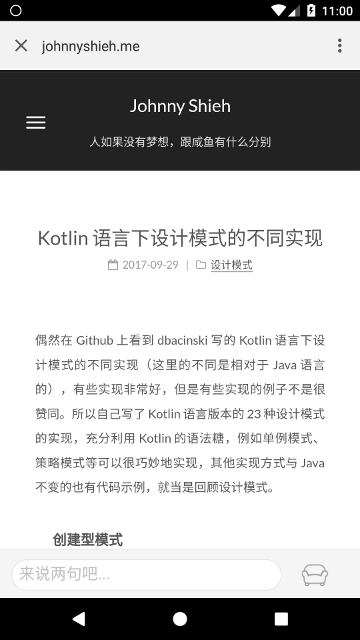 11:00
johnnyshieh.me
Johnny Shieh
人如果没有梦想，跟咸鱼有什么分别
Kotlin 语言下设计模式的不同实现
2017-09-29 | 设计模式
偶然在 Github 上看到 dbacinski 写的 Kotlin 语言下设
计模式的不同实现（这里的不同是相对于 Java 语言
的），有些实现非常好，但是有些实现的例子不是很
赞同。所以自己写了 Kotlin 语言版本的 23 种设计模式
的实现，充分利用 Kotlin 的语法糖，例如单例模式、
策略模式等可以很巧妙地实现，其他实现方式与 Java
不变的也有代码示例，就当是回顾设计模式。
创建型模式
来说两句吧...